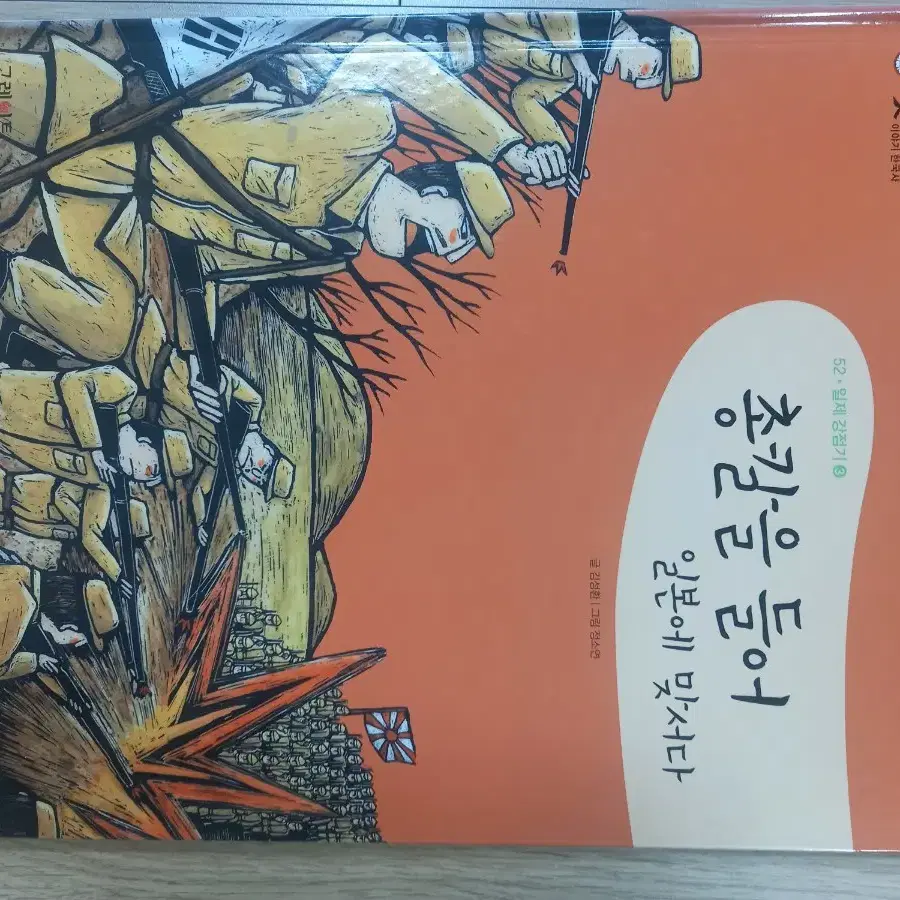 이야기 한국사
52 · 일제 강점기 3
총칼을 들어
일본에 맞서다
글 김성환 | 그림 정소연